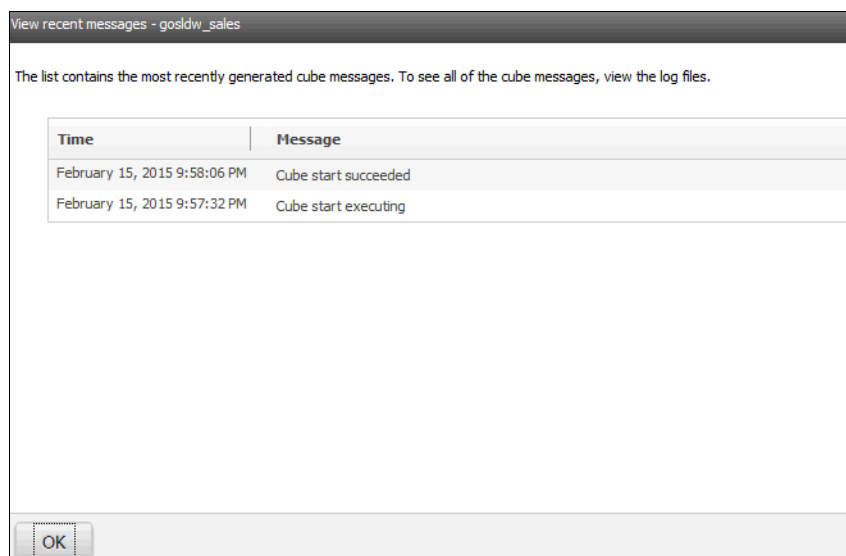 View recent messages - gosldw_sales
The list contains the most recently generated cube messages. To see all of the cube messages, view the log files.
Time Message
February 15, 2015 9:58:06 PM Cube start succeeded
February 15, 2015 9:57:32 PM Cube start executing
OK